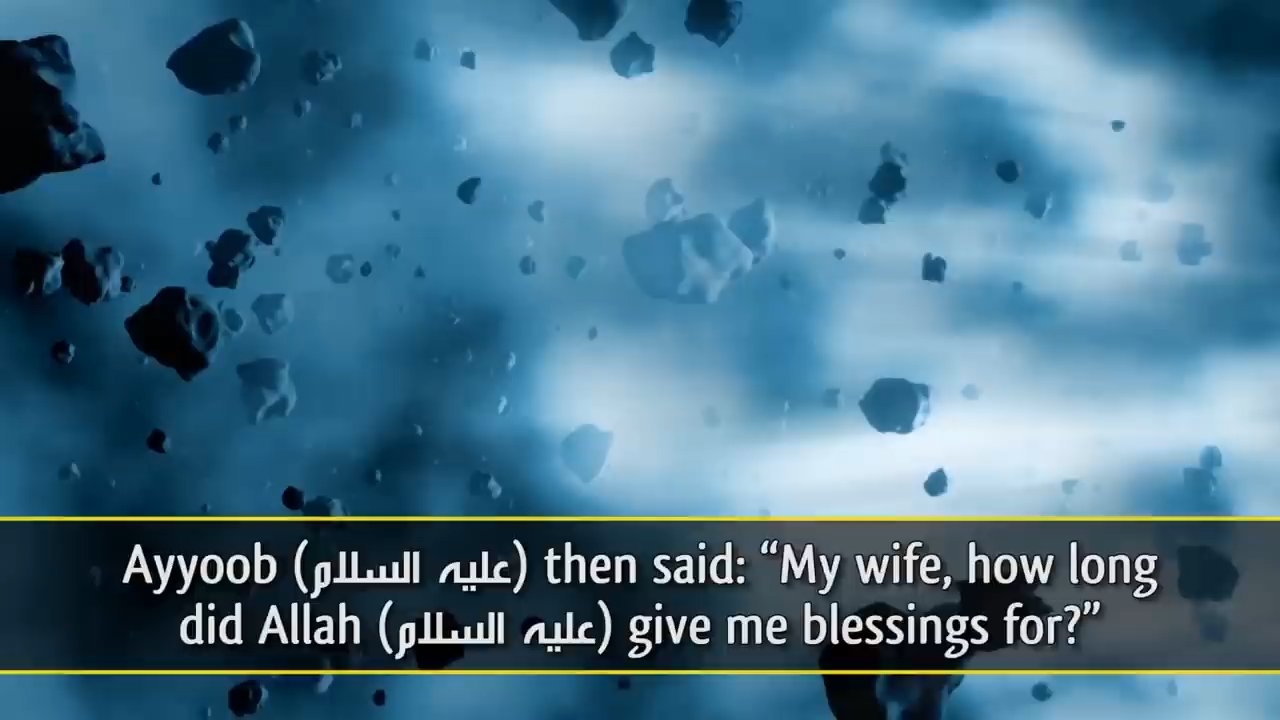 Ayyoob (عليه السلام) then said: “My wife, how long
did Allah (عليه السلام) give me blessings for?”